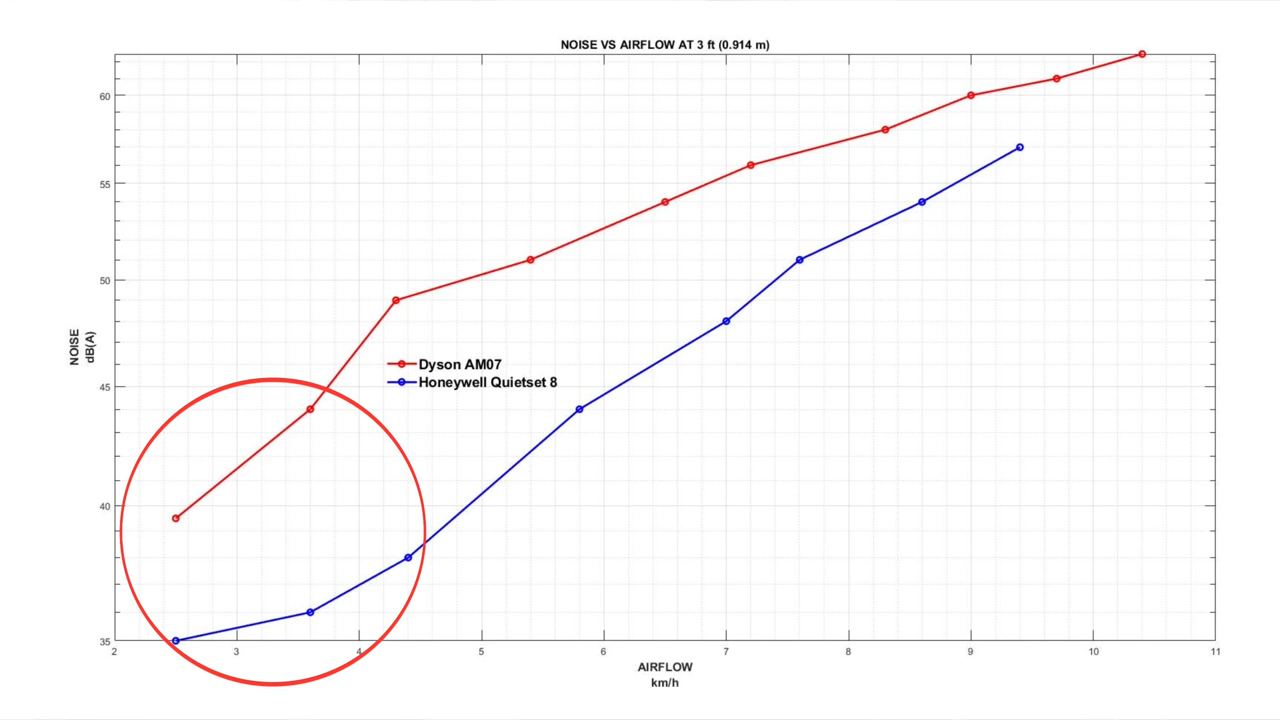 NOISE VS AIRFLOW AT 3 ft (0.914 m)
60
55
50
45
40
35
NOISE
dB(A)
Dyson AM07
Honeywell Quietset 8
2 3 4 5 6 7 8 9 10 11
AIRFLOW
km/h